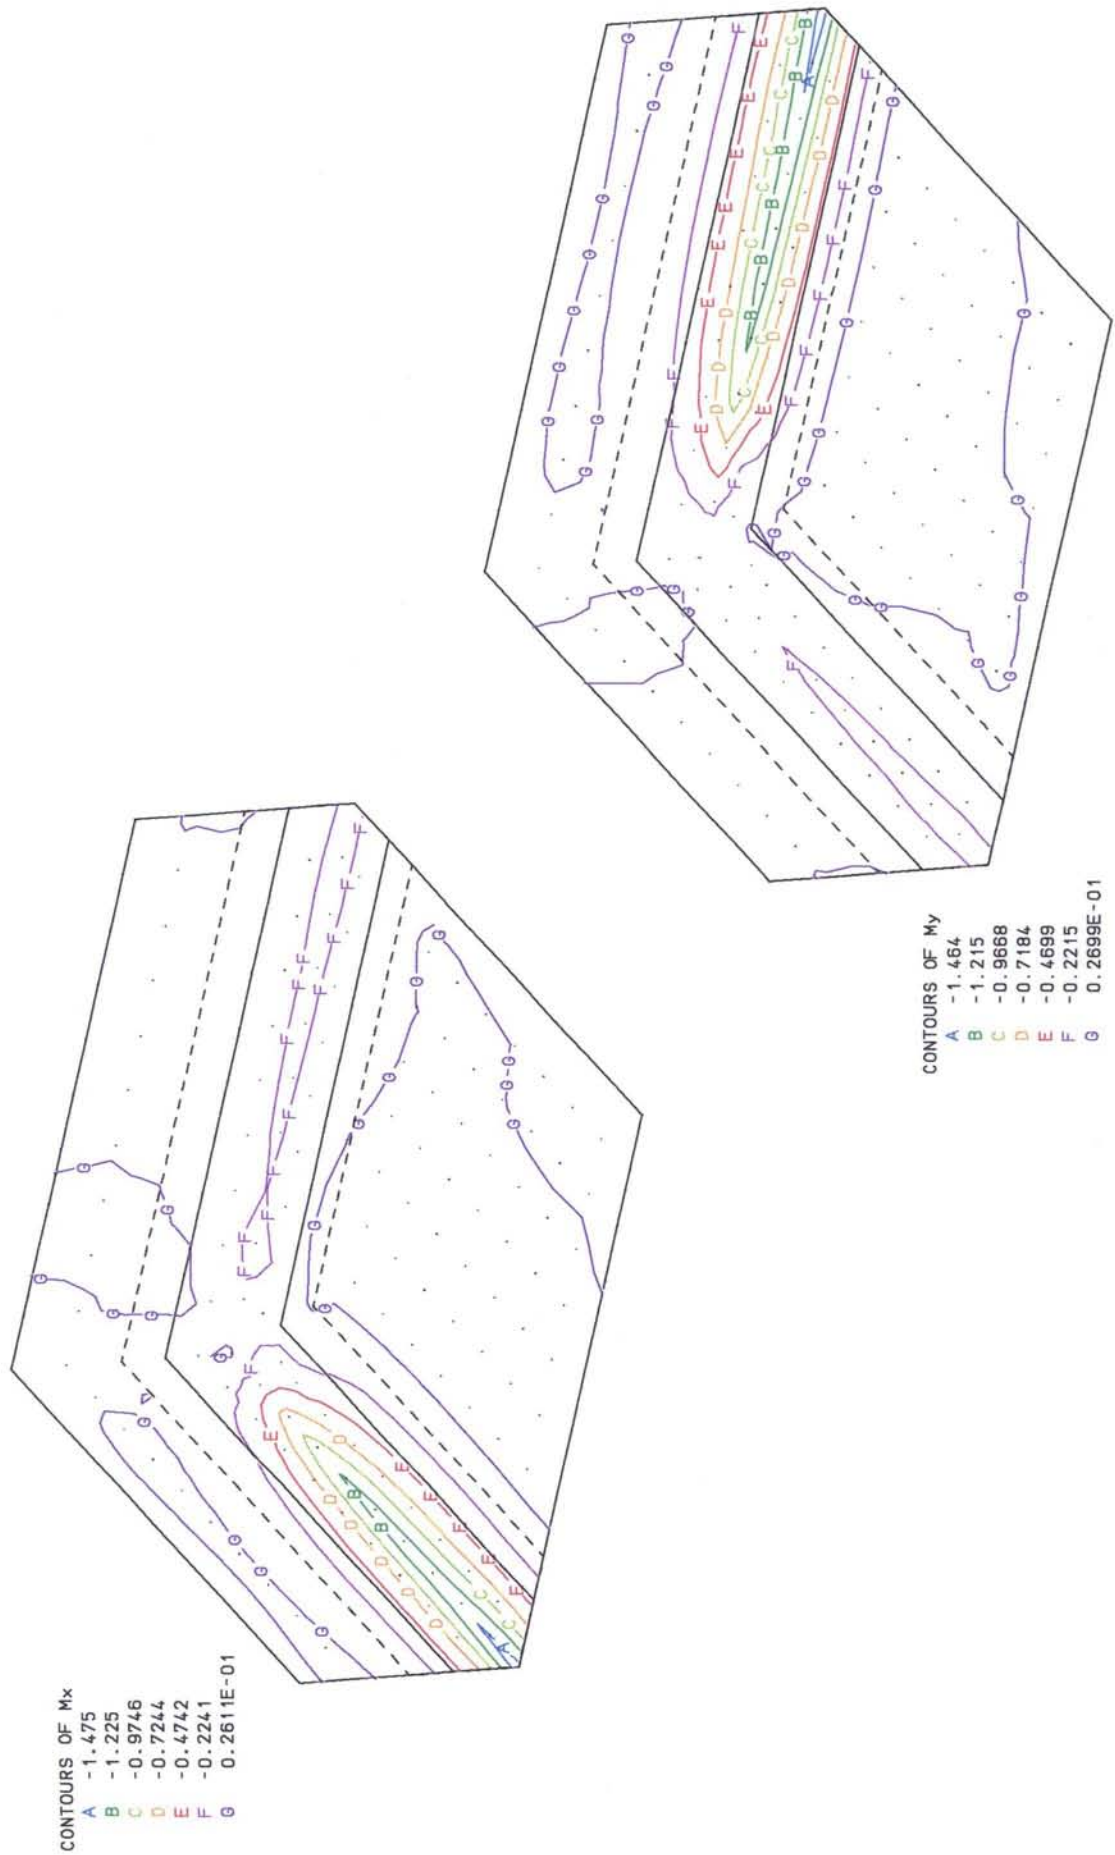 CONTOURS OF Mx
A -1.475
B -1.225
C -0.9746
D -0.7244
E -0.4742
F -0.2241
G 0.2611E-01
CONTOURS OF My
A -1.464
B -1.215
C -0.9668
D -0.7184
E -0.4699
F -0.2215
G 0.2699E-01